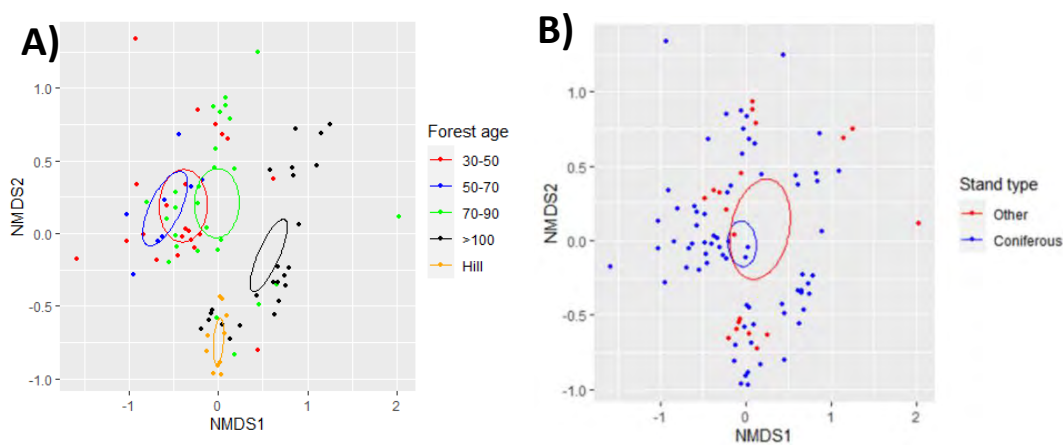 A)
NMDS2
1.0
0.5
0.0
-0.5
-1.0
-1
0
1
2
NMDS1
Forest age
30-50
50-70
70-90
>100
Hill
B)
NMDS2
1.0
0.5
0.0
-0.5
-1.0
-1
0
1
2
NMDS1
Stand type
Other
Coniferous